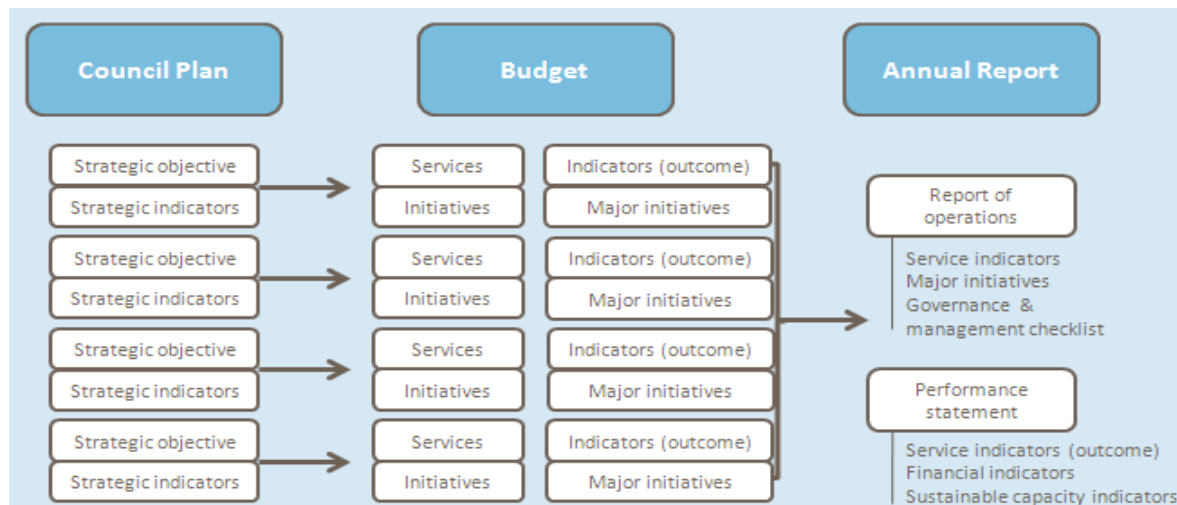 Council Plan
Budget
Annual Report
Strategic objective
Strategic indicators
Services
Initiatives
Indicators (outcome)
Major initiatives
Strategic objective
Strategic indicators
Services
Initiatives
Indicators (outcome)
Major initiatives
Strategic objective
Strategic indicators
Services
Initiatives
Indicators (outcome)
Major initiatives
Strategic objective
Strategic indicators
Services
Initiatives
Indicators (outcome)
Major initiatives
Report of
operations
Service indicators
Major initiatives
Governance &
management checklist
Performance
statement
Service indicators (outcome)
Financial indicators
Sustainable capacity indicators